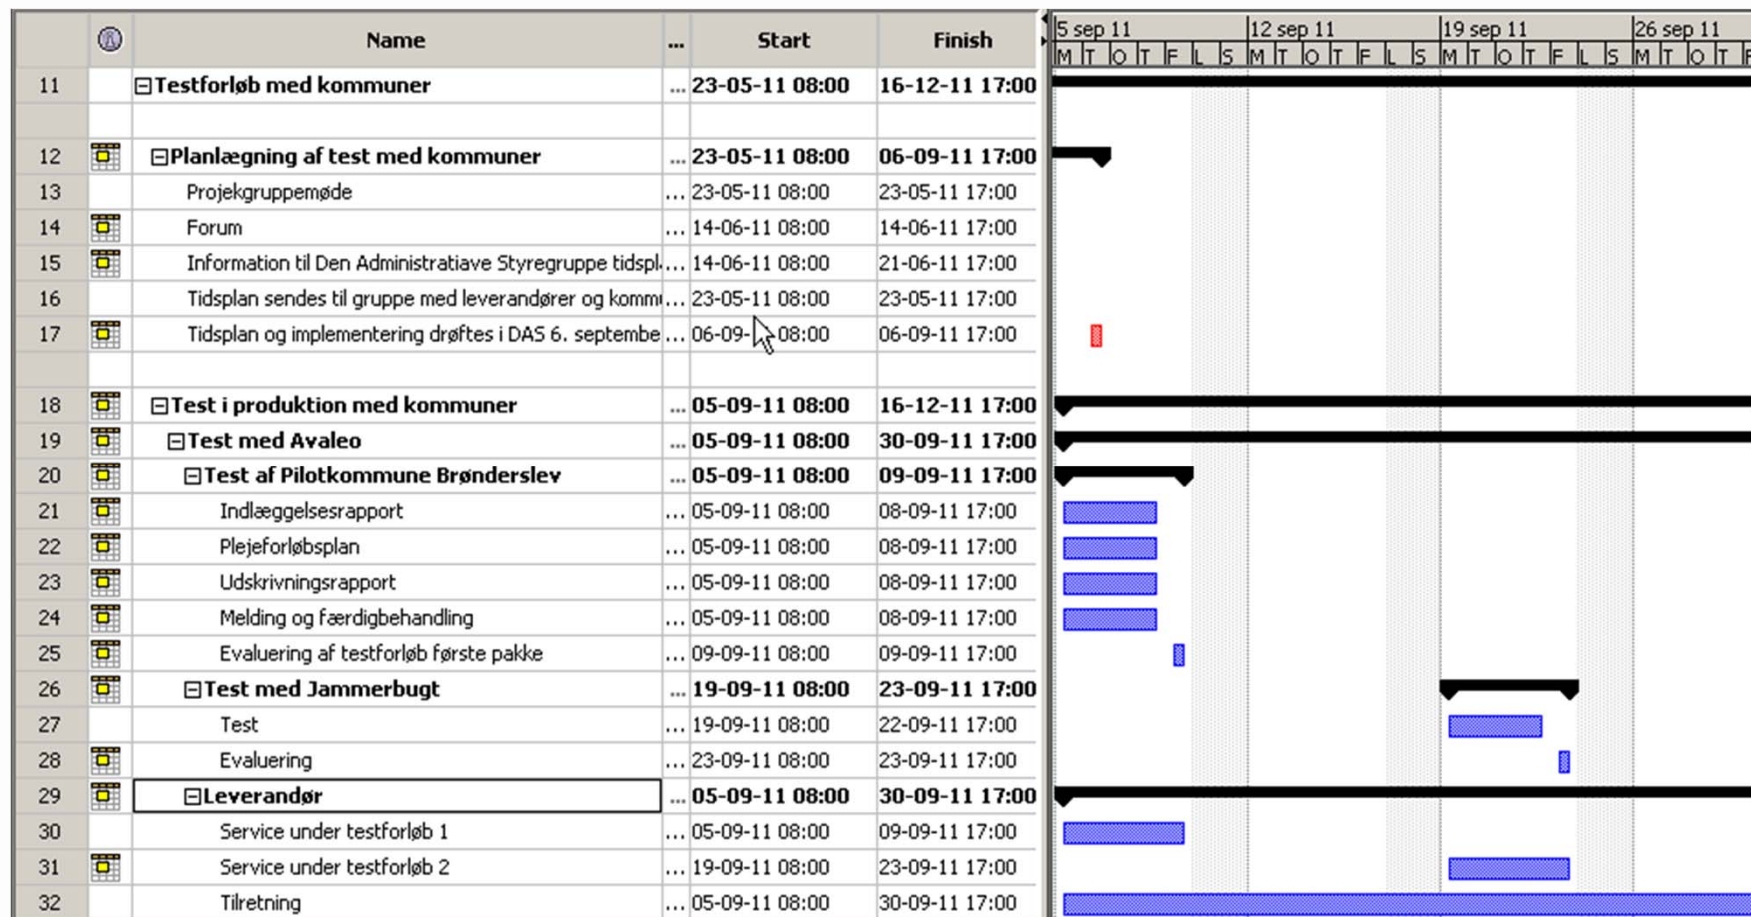 Name ... Start Finish 5 sep 11 12 sep 11 19 sep 11 26 sep 11
M T O T F L S M T O T F L S M T O T F L S M T O T F
11 Testforløb med kommuner ... 23-05-11 08:00 16-12-11 17:00
12 Planlægning af test med kommuner ... 23-05-11 08:00 06-09-11 17:00
13 Projekgruppemøde ... 23-05-11 08:00 23-05-11 17:00
14 Forum ... 14-06-11 08:00 14-06-11 17:00
15 Information til Den Administratiave Styregruppe tidspl... 14-06-11 08:00 21-06-11 17:00
16 Tidsplan sendes til gruppe med leverandører og kommu... 23-05-11 08:00 23-05-11 17:00
17 Tidsplan og implementering drøftes i DAS 6. septembe ... 06-09- 08:00 06-09-11 17:00
18 Test i produktion med kommuner ... 05-09-11 08:00 16-12-11 17:00
19 Test med Avaleo ... 05-09-11 08:00 30-09-11 17:00
20 Test af Pilotkommune Brønderslev ... 05-09-11 08:00 09-09-11 17:00
21 Indlæggelsesrapport ... 05-09-11 08:00 08-09-11 17:00
22 Plejeforløbsplan ... 05-09-11 08:00 08-09-11 17:00
23 Udskrivningsrapport ... 05-09-11 08:00 08-09-11 17:00
24 Melding og færdigbehandling ... 05-09-11 08:00 08-09-11 17:00
25 Evaluering af testforløb første pakke ... 09-09-11 08:00 09-09-11 17:00
26 Test med Jammerbugt ... 19-09-11 08:00 23-09-11 17:00
27 Test ... 19-09-11 08:00 22-09-11 17:00
28 Evaluering ... 23-09-11 08:00 23-09-11 17:00
29 Leverandør ... 05-09-11 08:00 30-09-11 17:00
30 Service under testforløb 1 ... 05-09-11 08:00 09-09-11 17:00
31 Service under testforløb 2 ... 19-09-11 08:00 23-09-11 17:00
32 Tilretning ... 05-09-11 08:00 30-09-11 17:00